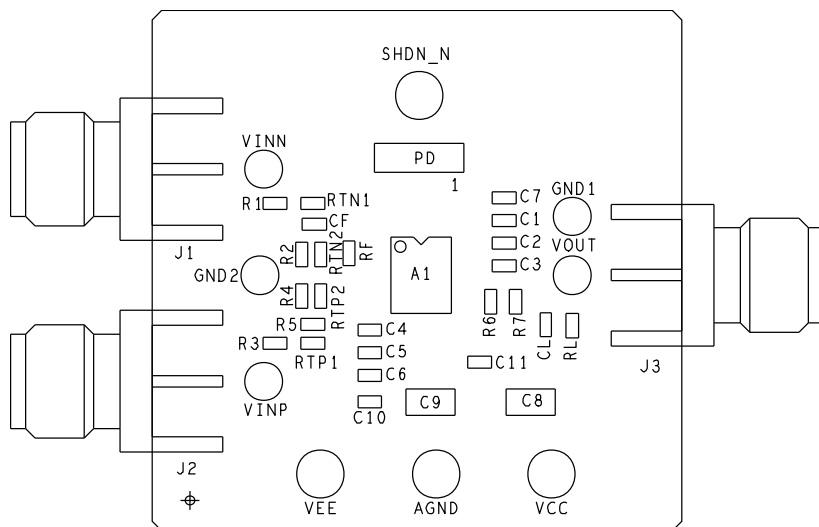 SHDN_N
VINN
PD
1
R1
RTN1
C7
GND1
CF
C1
J1
R2
RTN2
RF
C2
VOUT
GND2
A1
C3
R4
RTP2
R6
R7
R5
C4
CL
RL
R3
RTP1
C5
C11
J3
C6
VINP
C10
C9
C8
J2
VEE
AGND
VCC